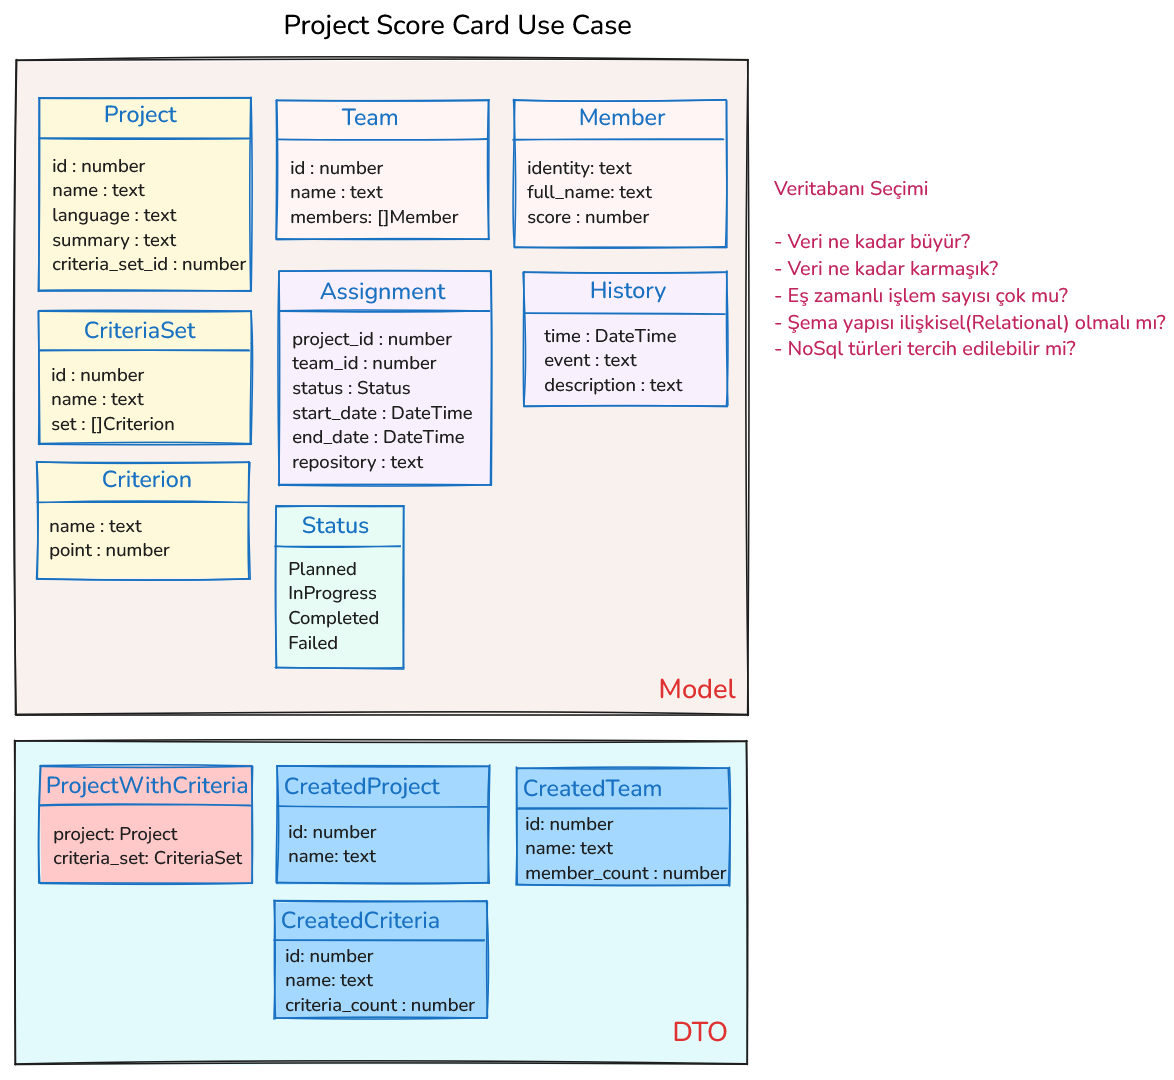 Project Score Card Use Case
Project
id : number
name : text
language : text
summary : text
criteria_set_id : number
Team
id : number
name : text
members: []Member
Member
identity: text
full_name: text
score : number
CriteriaSet
id : number
name : text
set : []Criterion
Assignment
project_id : number
team_id : number
status : Status
start_date : DateTime
end_date : DateTime
repository : text
History
time : DateTime
event : text
description : text
Criterion
name : text
point : number
Status
Planned
InProgress
Completed
Failed
Model
Veritabanı Seçimi
- Veri ne kadar büyür?
- Veri ne kadar karmaşık?
- Eş zamanlı işlem sayısı çok mu?
- Şema yapısı ilişkisel(Relational) olmalı mı?
- NoSql türleri tercih edilebilir mi?
ProjectWithCriteria
project: Project
criteria_set: CriteriaSet
CreatedProject
id: number
name: text
CreatedTeam
id: number
name: text
member_count : number
CreatedCriteria
id: number
name: text
criteria_count : number
DTO